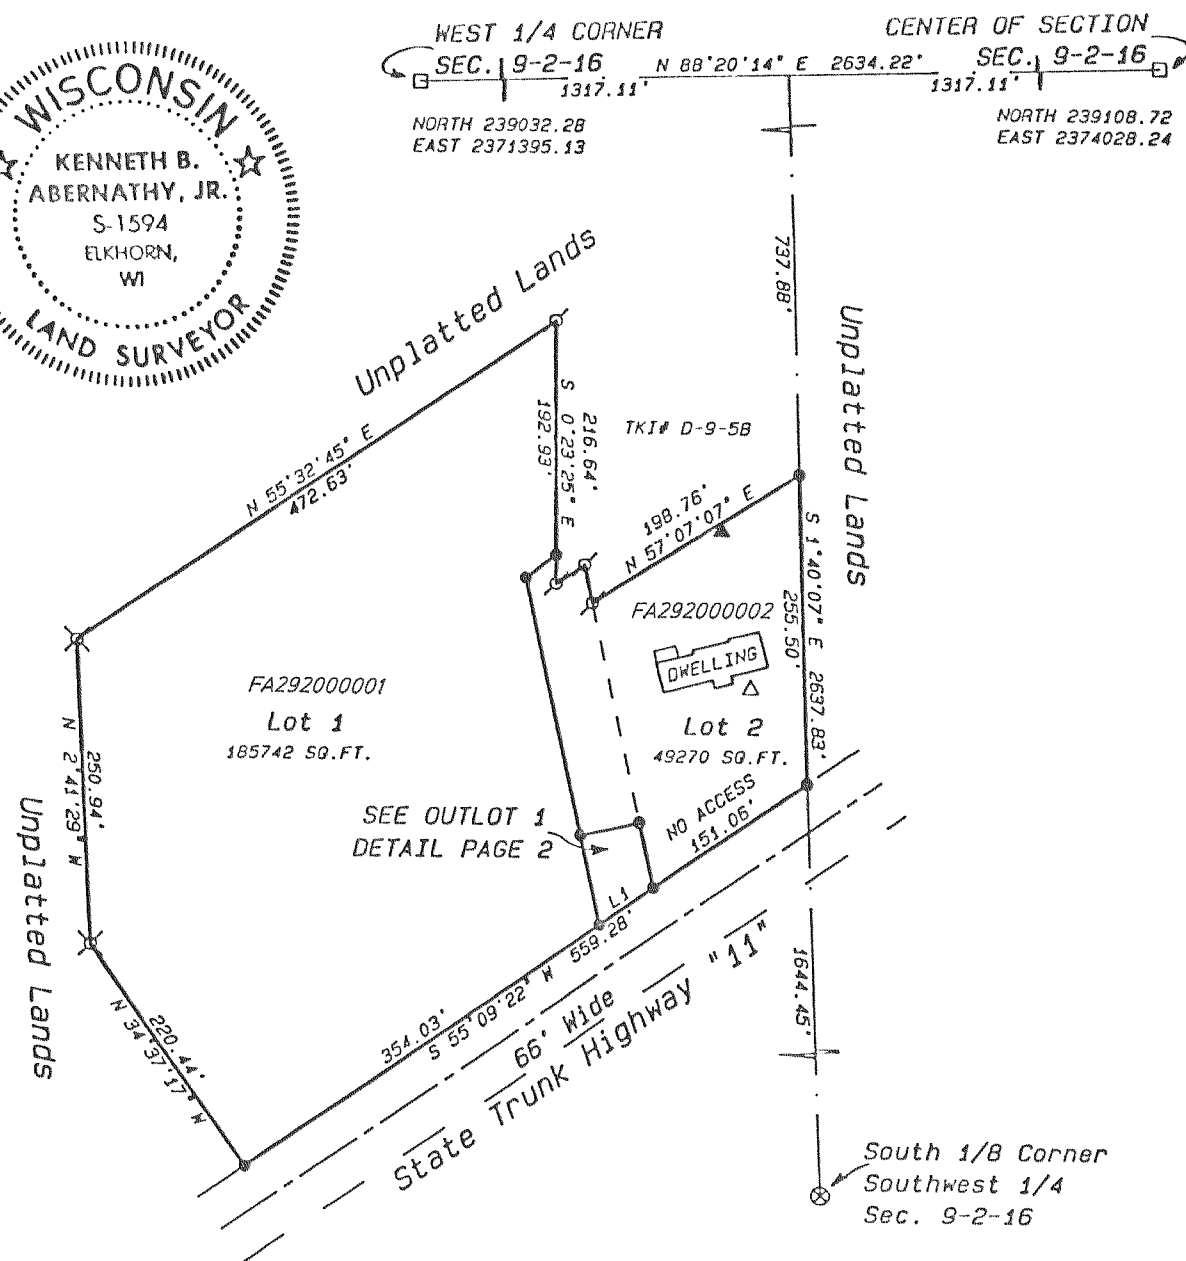 WISCONSIN
KENNETH B.
ABERNATHY, JR.
S-1594
ELKHORN,
WI
LAND SURVEYOR
WEST 1/4 CORNER
SEC. 9-2-16
N 88°20'14" E 2634.22'
1317.11'
NORTH 239032.28
EAST 2371395.13
CENTER OF SECTION
SEC. 9-2-16
1317.11'
NORTH 239108.72
EAST 2374028.24
737.88'
Unplatted Lands
Unplatted Lands
N 55°32'45" E
472.63'
216.64'
S 0°23'25" E
192.93'
TKI# D-9-5B
198.76'
N 57°07'07" E
S 1°40'07" E 2637.83'
255.50'
FA292000002
DWELLING
Lot 2
49270 SQ.FT.
FA292000001
Lot 1
185742 SQ.FT.
SEE OUTLOT 1
DETAIL PAGE 2
NO ACCESS
151.06'
L1
250.94'
N 2°41'29" W
Unplatted Lands
220.44'
N 34°37'17" W
354.03'
S 55°09'22" W 559.28'
66' Wide
State Trunk Highway "11"
1644.45'
South 1/8 Corner
Southwest 1/4
Sec. 9-2-16